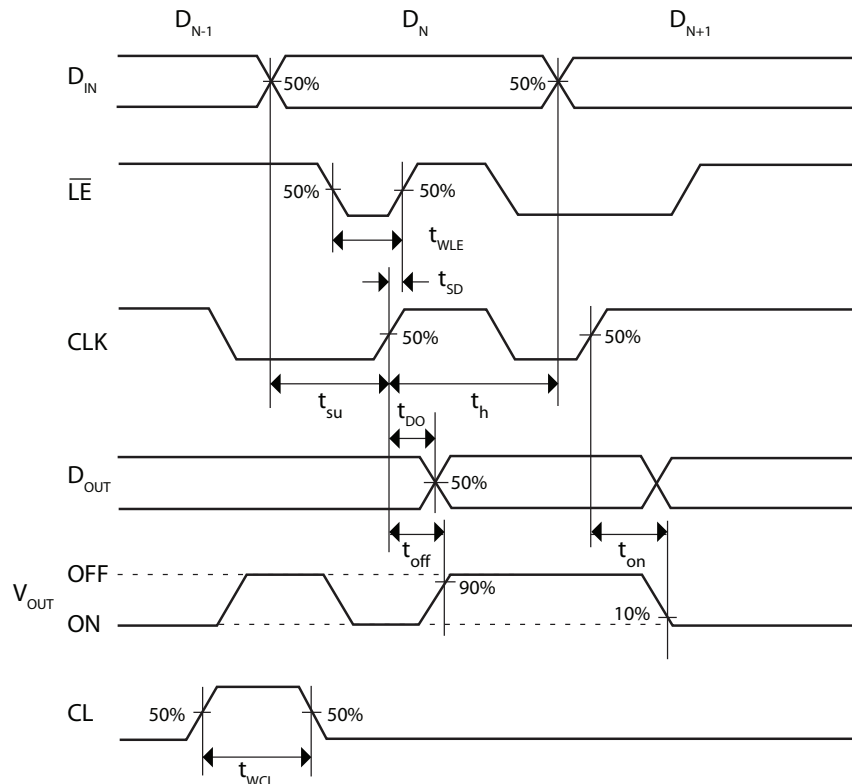 D_N-1 D_N D_N+1
D_IN 50% 50%
L̅E̅ 50% 50%
t_WLE
t_SD
CLK 50% 50%
t_su t_h
t_DO
D_OUT 50%
t_off t_on
V_OUT
OFF 90%
ON 10%
CL 50% 50%
t_WCL